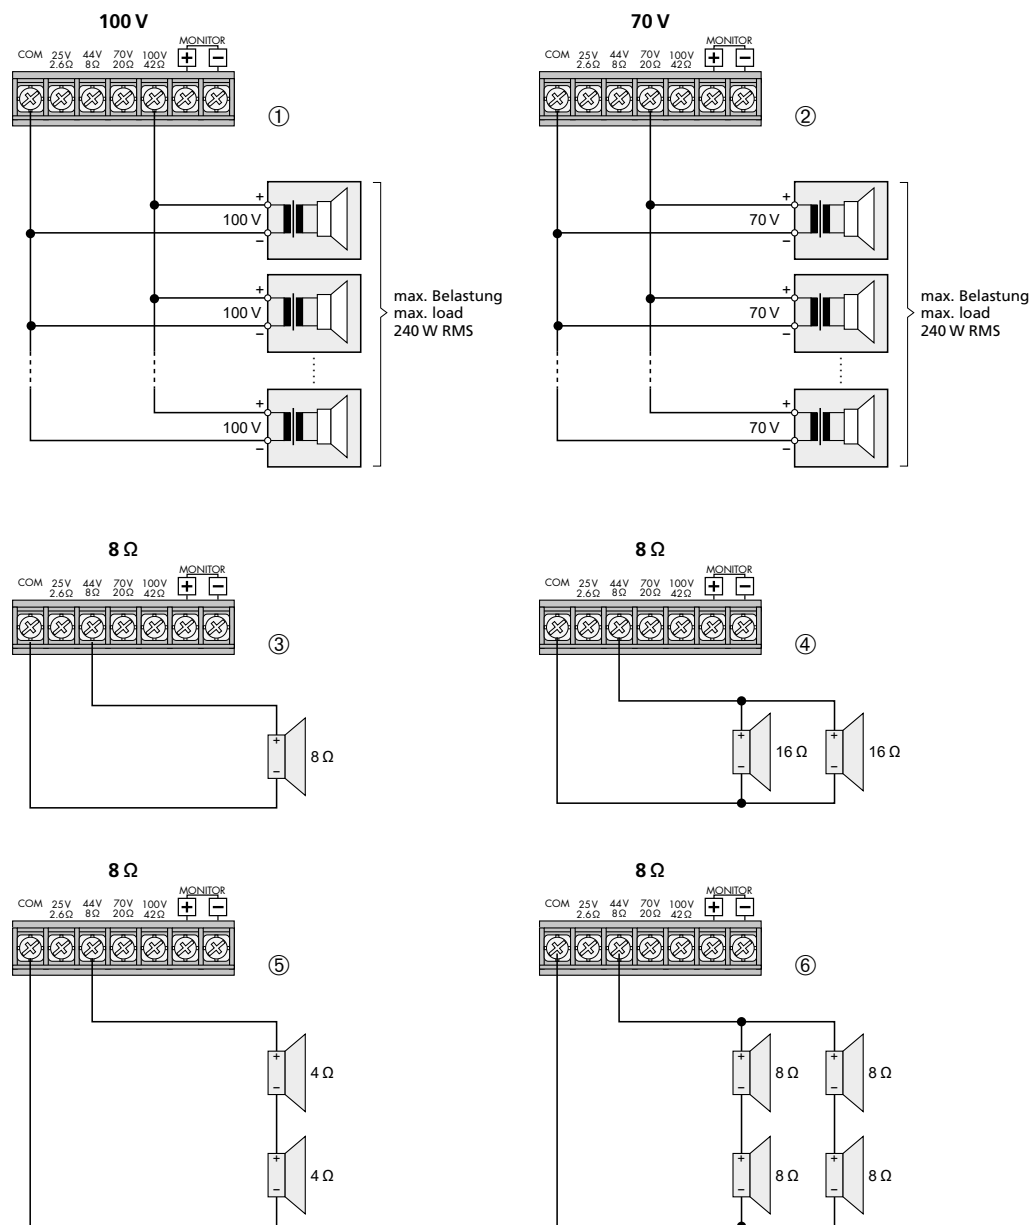 100 V
COM 25V 44V 70V 100V MONITOR
2.6Ω 8Ω 20Ω 42Ω + −
①
+
100 V
−
+
100 V
−
+
100 V
−
max. Belastung
max. load
240 W RMS
70 V
COM 25V 44V 70V 100V MONITOR
2.6Ω 8Ω 20Ω 42Ω + −
②
+
70 V
−
+
70 V
−
+
70 V
−
max. Belastung
max. load
240 W RMS
8 Ω
COM 25V 44V 70V 100V MONITOR
2.6Ω 8Ω 20Ω 42Ω + −
③
+
8 Ω
−
8 Ω
COM 25V 44V 70V 100V MONITOR
2.6Ω 8Ω 20Ω 42Ω + −
④
+ +
16 Ω 16 Ω
− −
8 Ω
COM 25V 44V 70V 100V MONITOR
2.6Ω 8Ω 20Ω 42Ω + −
⑤
+
4 Ω
−
+
4 Ω
−
8 Ω
COM 25V 44V 70V 100V MONITOR
2.6Ω 8Ω 20Ω 42Ω + −
⑥
+ +
8 Ω 8 Ω
− −
+ +
8 Ω 8 Ω
− −